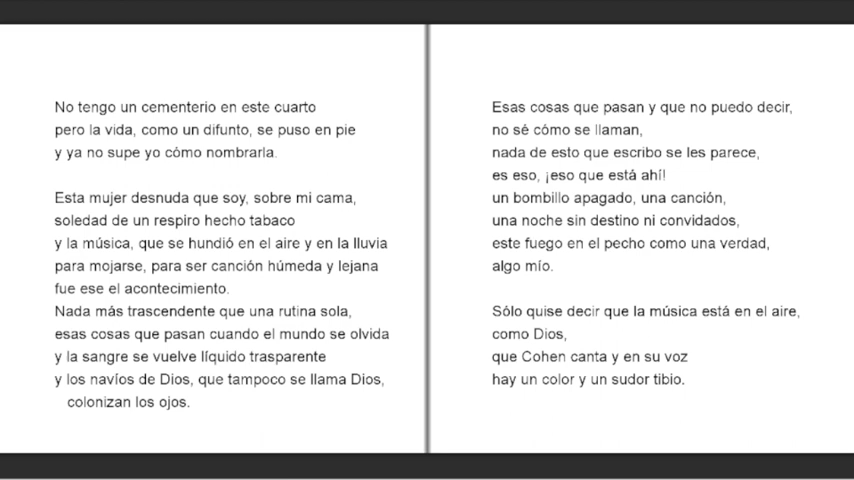 No tengo un cementerio en este cuarto
pero la vida, como un difunto, se puso en pie
y ya no supe yo cómo nombrarla.
Esta mujer desnuda que soy, sobre mi cama,
soledad de un respiro hecho tabaco
y la música, que se hundió en el aire y en la lluvia
para mojarse, para ser canción húmeda y lejana
fue ese el acontecimiento.
Nada más trascendente que una rutina sola,
esas cosas que pasan cuando el mundo se olvida
y la sangre se vuelve líquido trasparente
y los navíos de Dios, que tampoco se llama Dios,
colonizan los ojos.
Esas cosas que pasan y que no puedo decir,
no sé cómo se llaman,
nada de esto que escribo se les parece,
es eso, ¡eso que está ahí!
un bombillo apagado, una canción,
una noche sin destino ni convidados,
este fuego en el pecho como una verdad,
algo mío.
Sólo quise decir que la música está en el aire,
como Dios,
que Cohen canta y en su voz
hay un color y un sudor tibio.